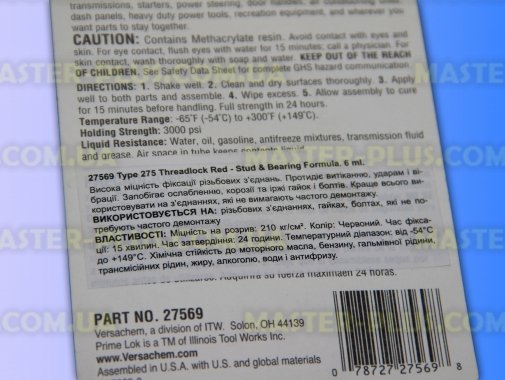 transmissions, starters, power steering, door handles, air conditioning
dash panels, heavy duty power tools, recreation equipment, and wherever you
want parts to stay together.
CAUTION: Contains Methacrylate resin. Avoid contact with eyes and
skin. For eye contact, flush eyes with water for 15 minutes; call a physician. For
skin contact, wash thoroughly with soap and water. KEEP OUT OF THE REACH
OF CHILDREN. See Safety Data Sheet for complete GHS hazard communication.
DIRECTIONS: 1. Shake well. 2. Clean and dry surfaces thoroughly. 3. Apply
well to both parts and assemble. 4. Wipe excess. 5. Allow assembly to cure
for 15 minutes before handling. Full strength in 24 hours.
Temperature Range: -65°F (-54°C) to +300°F (+149°C).
Holding Strength: 3000 psi
Liquid Resistance: Water, oil, gasoline, antifreeze mixtures, transmission fluid
and grease. Air space in tube keeps contents liquid.
27569 Type 275 Threadlock Red - Stud & Bearing Formula. 6 ml.
Висока міцність фіксації різьбових з'єднань. Протидіє витіканню, ударам і ві-
брації. Запобігає ослабленню, корозії та іржі гайок і болтів. Краще всього ви-
користовувати на з'єднаннях, які не вимагають частого демонтажу.
ВИКОРИСТОВУЄТЬСЯ НА: різьбових з'єднаннях, гайках, болтах, які не по-
требують частого демонтажу
ВЛАСТИВОСТІ: Міцність на розрив: 210 кг/см². Колір: Червоний. Час фікса-
ції: 15 хвилин. Час затвердіння: 24 години. Температурний діапазон: від -54°C
до +149°C. Хімічна стійкість до моторного масла, бензину, гальмівної рідини,
трансмісійних рідин, жиру, алкоголю, води і антифризу.
Adquirirá su fuerza máxima en 24 horas.
PART NO. 27569
Versachem, a division of ITW. Solon, OH 44139
Prime Lok is a TM of Illinois Tool Works Inc.
www.Versachem.com
Assembled in U.S.A. with U.S. and global materials
0 78727 27569 8
MASTER-PLUS.COM.UA